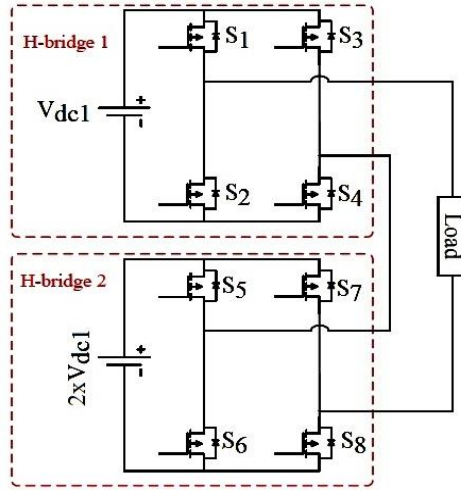 H-bridge 1
S1
S3
Vdc1
+
-
S2
S4
Load
H-bridge 2
S5
S7
2xVdc1
+
-
S6
S8